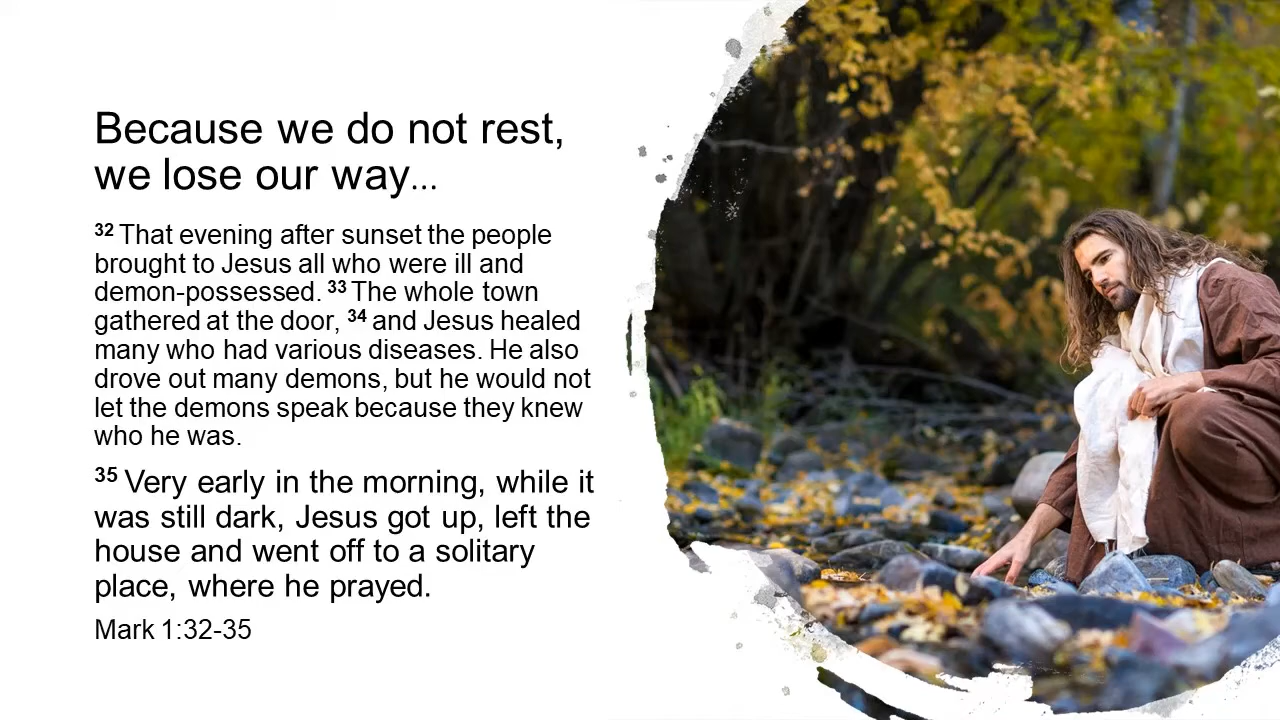 Because we do not rest,
we lose our way...
32 That evening after sunset the people
brought to Jesus all who were ill and
demon-possessed. 33 The whole town
gathered at the door, 34 and Jesus healed
many who had various diseases. He also
drove out many demons, but he would not
let the demons speak because they knew
who he was.
35 Very early in the morning, while it
was still dark, Jesus got up, left the
house and went off to a solitary
place, where he prayed.
Mark 1:32-35